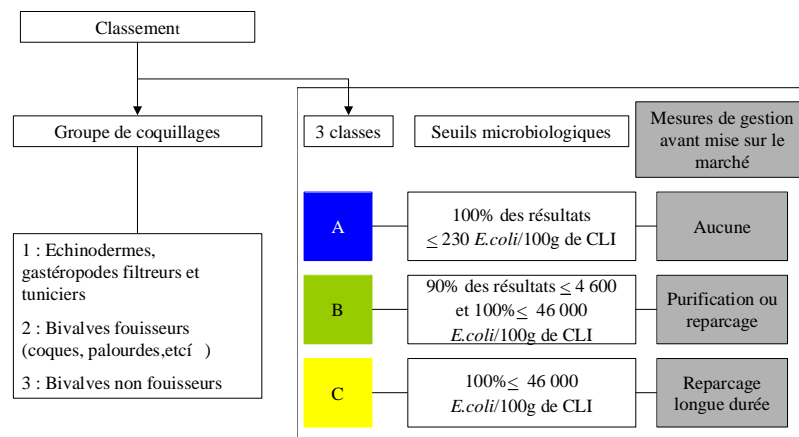 Classement
Groupe de coquillages
3 classes
Seuils microbiologiques
Mesures de gestion
avant mise sur le
marché
1 : Echinodermes,
gastéropodes filtreurs et
tuniciers
2 : Bivalves fouisseurs
(coques, palourdes,etcí )
3 : Bivalves non fouisseurs
A
100% des résultats
≤ 230 E.coli/100g de CLI
Aucune
B
90% des résultats ≤ 4 600
et 100%≤ 46 000
E.coli/100g de CLI
Purification ou
reparcage
C
100%≤ 46 000
E.coli/100g de CLI
Reparcage
longue durée